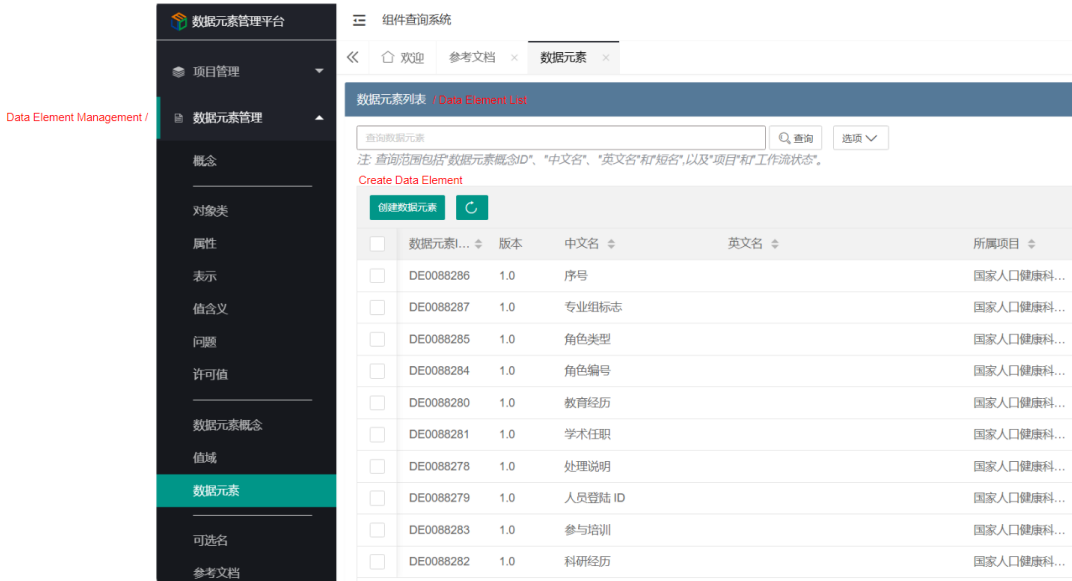 数据元素管理平台
组件查询系统
欢迎
参考文档
数据元素
项目管理
Data Element Management /
数据元素管理
数据元素列表 / Data Element List
查询数据元素
查询
选项
注: 查询范围包括"数据元素概念ID"、"中文名"、"英文名"和"短名",以及"项目"和"工作流状态"。
Create Data Element
创建数据元素
概念
对象类
属性
表示
值含义
问题
许可值
数据元素概念
值域
数据元素
可选名
参考文档
数据元素I... 版本 中文名 英文名 所属项目
DE0088286 1.0 序号 国家人口健康科...
DE0088287 1.0 专业组标志 国家人口健康科...
DE0088285 1.0 角色类型 国家人口健康科...
DE0088284 1.0 角色编号 国家人口健康科...
DE0088280 1.0 教育经历 国家人口健康科...
DE0088281 1.0 学术任职 国家人口健康科...
DE0088278 1.0 处理说明 国家人口健康科...
DE0088279 1.0 人员登陆 ID 国家人口健康科...
DE0088283 1.0 参与培训 国家人口健康科...
DE0088282 1.0 科研经历 国家人口健康科...